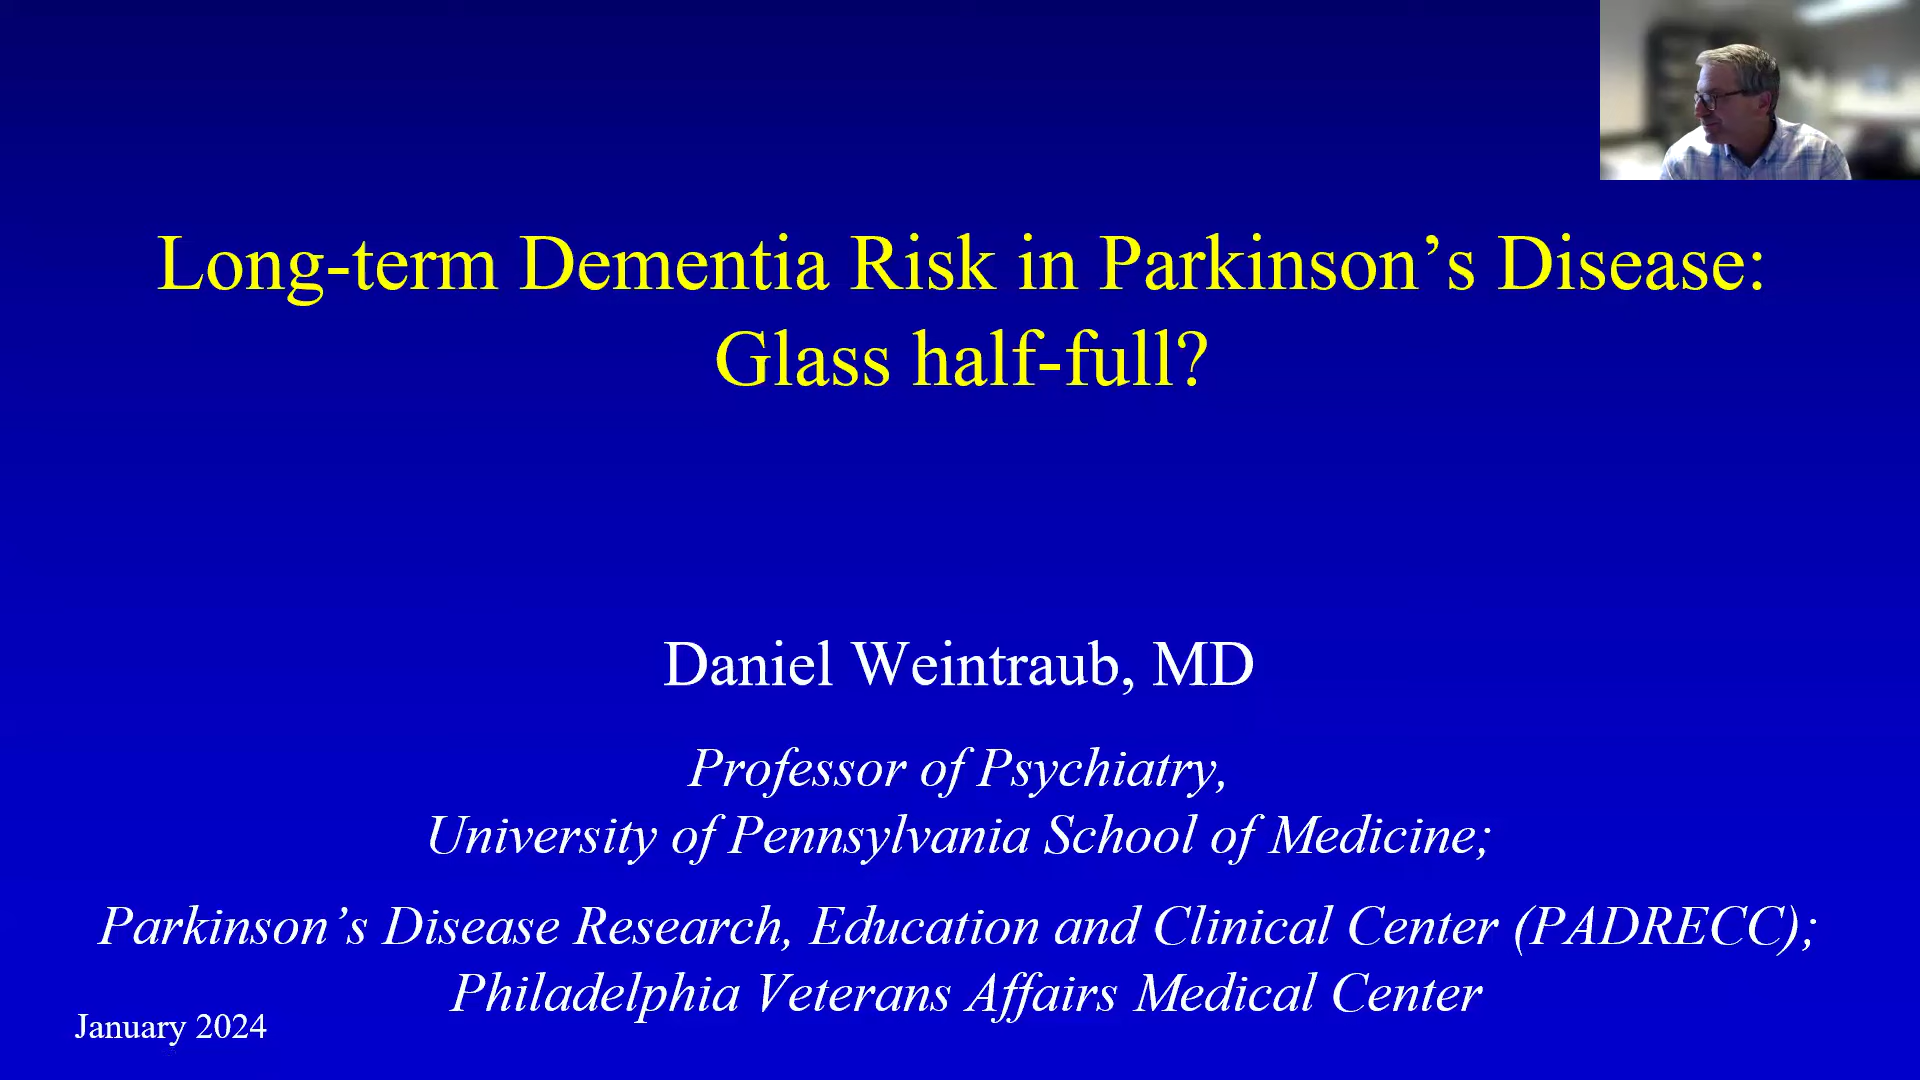 Long-term Dementia Risk in Parkinson’s Disease:
Glass half-full?
Daniel Weintraub, MD
Professor of Psychiatry,
University of Pennsylvania School of Medicine;
Parkinson’s Disease Research, Education and Clinical Center (PADRECC);
Philadelphia Veterans Affairs Medical Center
January 2024